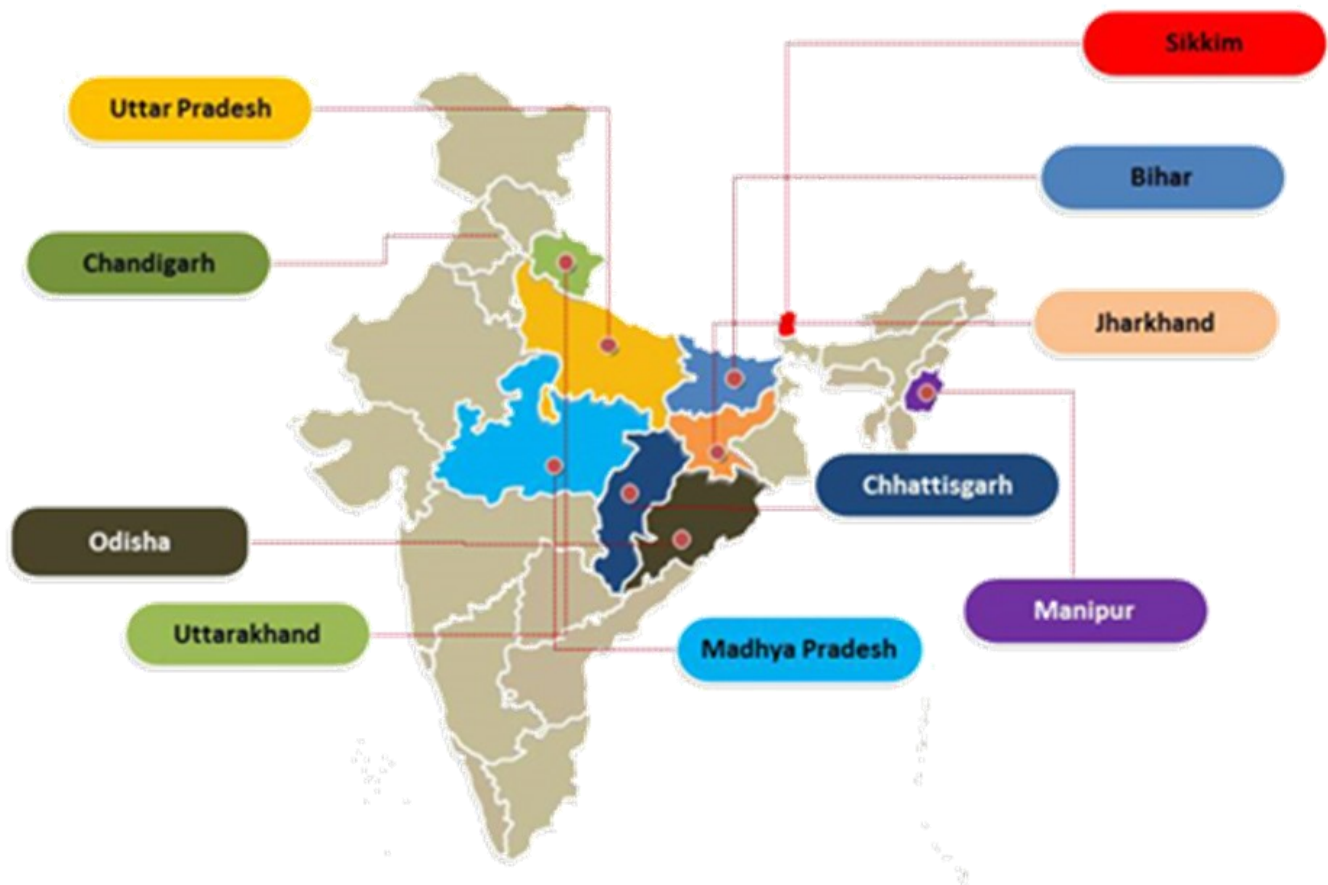 Sikkim
Uttar Pradesh
Bihar
Chandigarh
Jharkhand
Chhattisgarh
Odisha
Manipur
Uttarakhand
Madhya Pradesh